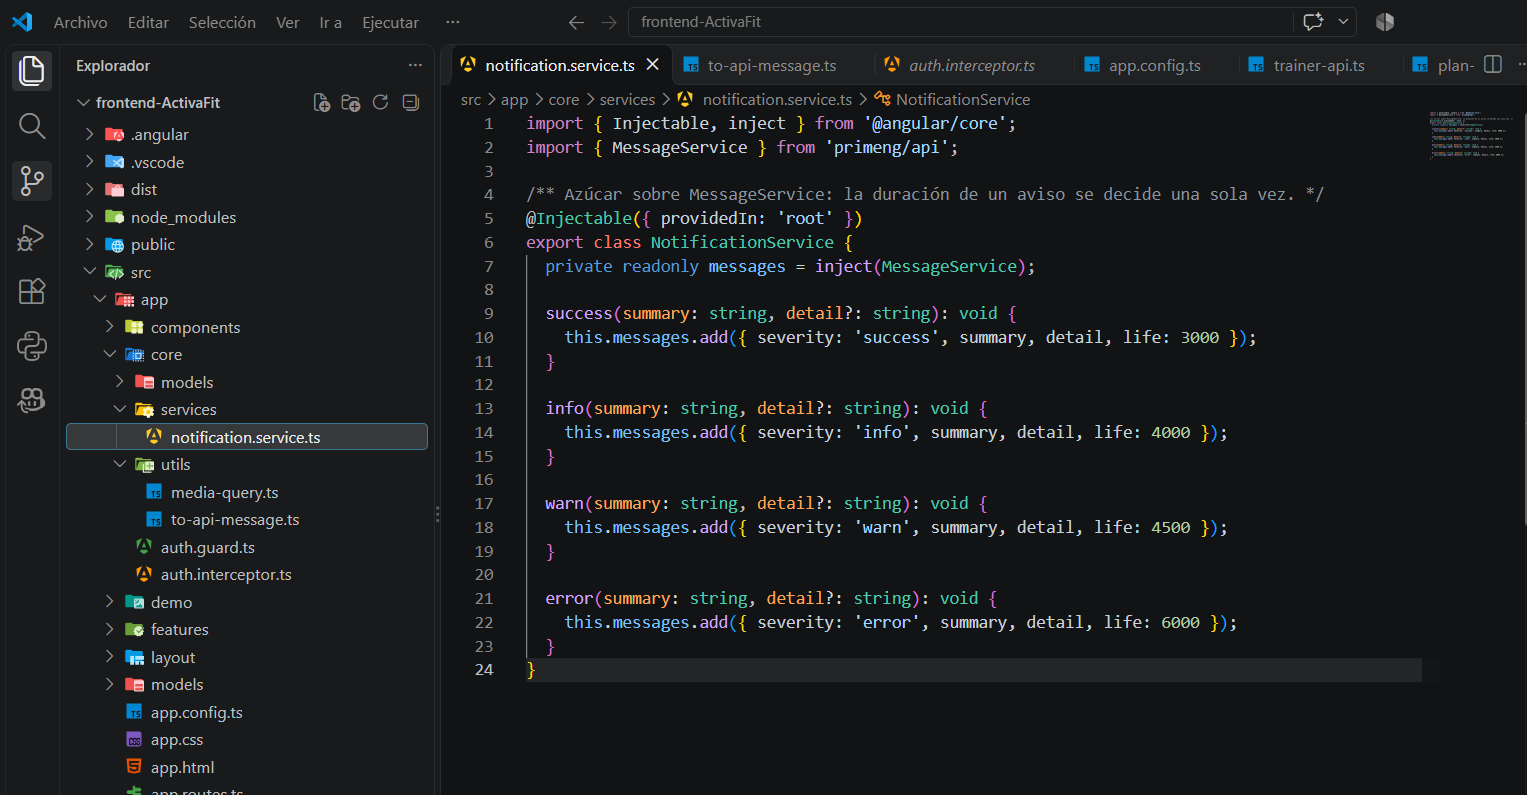 Archivo Editar Selección Ver Ir a Ejecutar ··· frontend-ActivaFit
Explorador ···
frontend-ActivaFit
.angular
.vscode
dist
node_modules
public
src
app
components
core
models
services
notification.service.ts
utils
media-query.ts
to-api-message.ts
auth.guard.ts
auth.interceptor.ts
demo
features
layout
models
app.config.ts
app.css
app.html
app.routes.ts
notification.service.ts to-api-message.ts auth.interceptor.ts app.config.ts trainer-api.ts plan-
src > app > core > services > notification.service.ts > NotificationService
1 import { Injectable, inject } from '@angular/core';
2 import { MessageService } from 'primeng/api';
3
4 /** Azúcar sobre MessageService: la duración de un aviso se decide una sola vez. */
5 @Injectable({ providedIn: 'root' })
6 export class NotificationService {
7 private readonly messages = inject(MessageService);
8
9 success(summary: string, detail?: string): void {
10 this.messages.add({ severity: 'success', summary, detail, life: 3000 });
11 }
12
13 info(summary: string, detail?: string): void {
14 this.messages.add({ severity: 'info', summary, detail, life: 4000 });
15 }
16
17 warn(summary: string, detail?: string): void {
18 this.messages.add({ severity: 'warn', summary, detail, life: 4500 });
19 }
20
21 error(summary: string, detail?: string): void {
22 this.messages.add({ severity: 'error', summary, detail, life: 6000 });
23 }
24 }